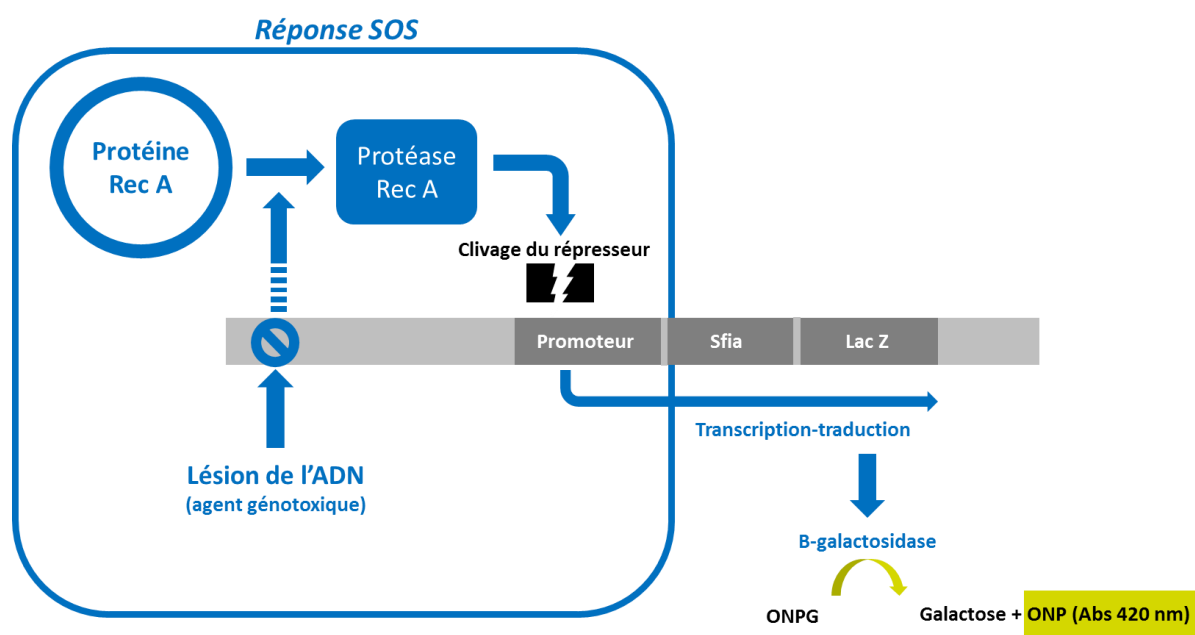 Réponse SOS
Protéine
Rec A
Protéase
Rec A
Clivage du répresseur
Promoteur
Sfia
Lac Z
Transcription-traduction
Lésion de l’ADN
(agent génotoxique)
B-galactosidase
ONPG
Galactose + ONP (Abs 420 nm)